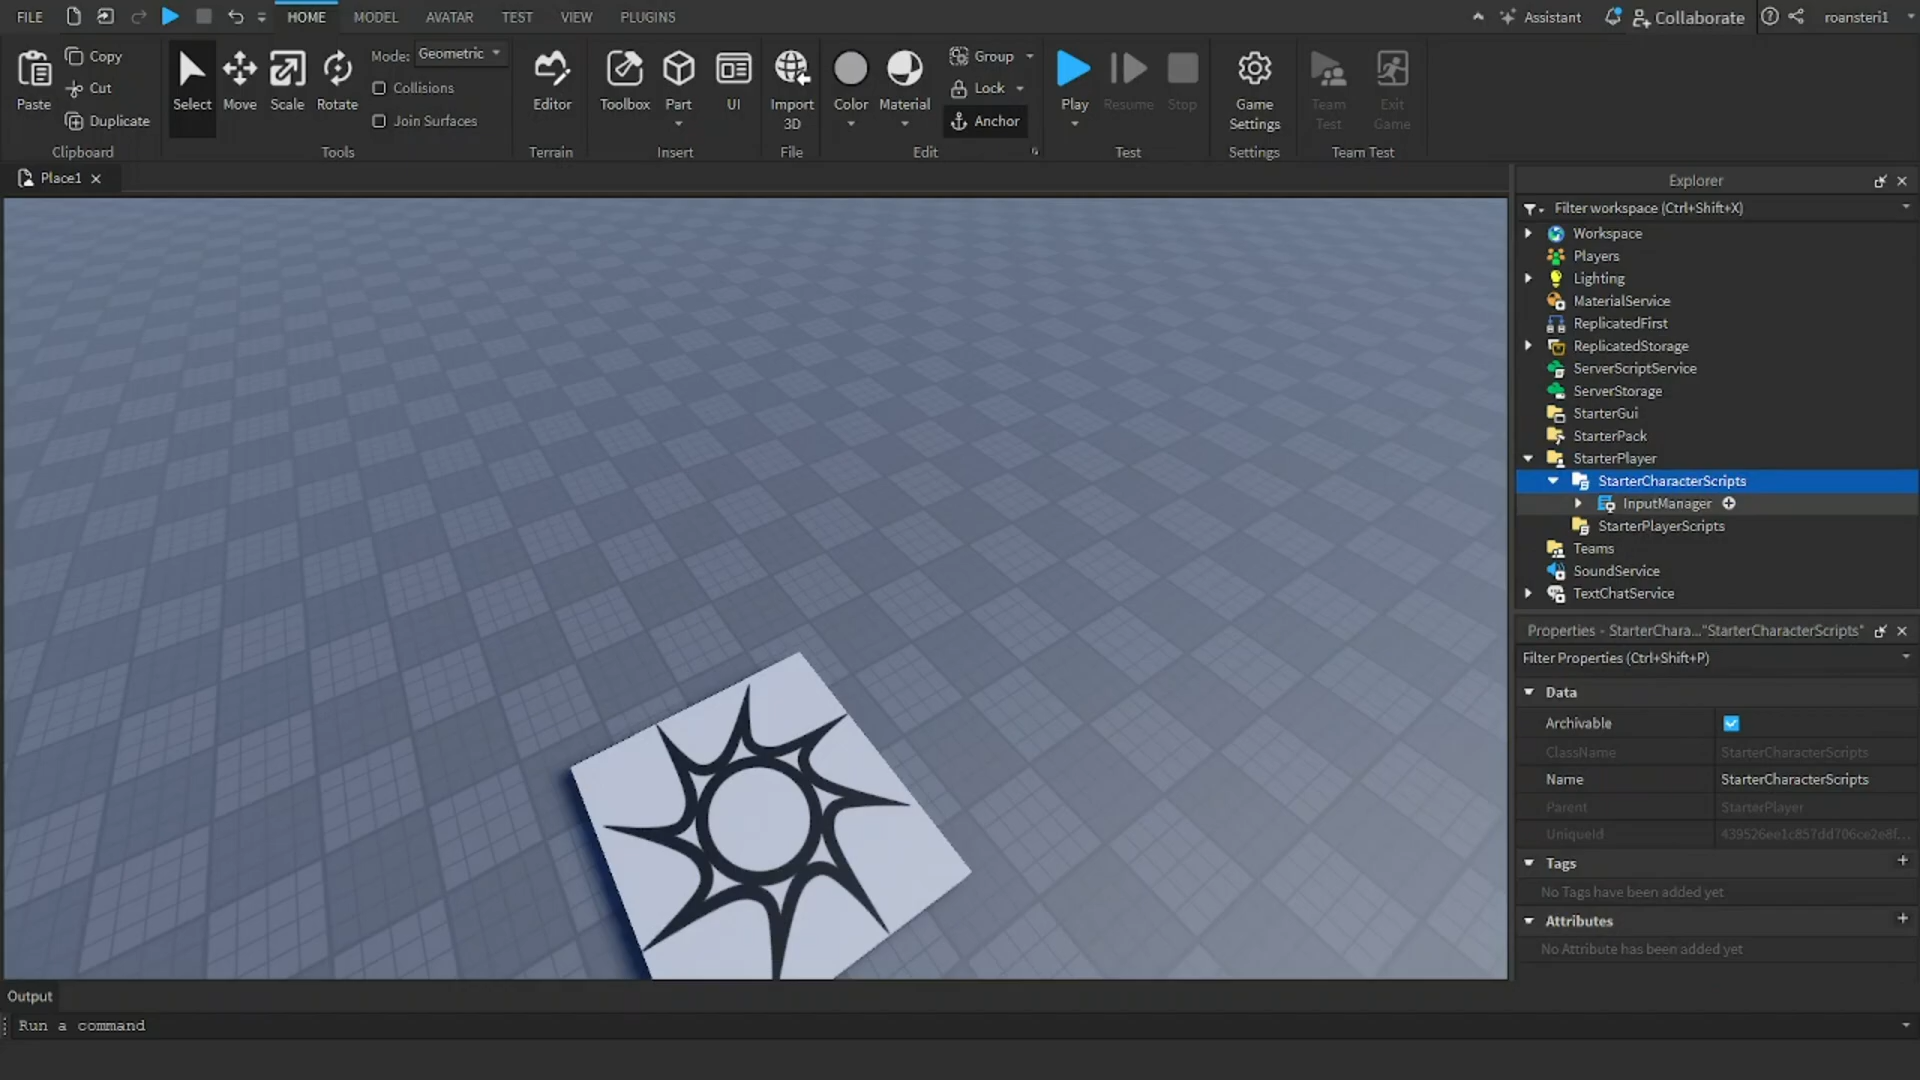 FILE HOME MODEL AVATAR TEST VIEW PLUGINS Assistant Collaborate roansteri1
Paste Copy Cut Duplicate Clipboard
Select Move Scale Rotate Mode: Geometric Collisions Join Surfaces Tools
Editor Terrain
Toolbox Part UI Insert
Import 3D File
Color Material Group Lock Anchor Edit
Play Resume Stop Test
Game Settings Settings
Team Test Exit Game Team Test
Place1
Explorer
Filter workspace (Ctrl+Shift+X)
Workspace
Players
Lighting
MaterialService
ReplicatedFirst
ReplicatedStorage
ServerScriptService
ServerStorage
StarterGui
StarterPack
StarterPlayer
StarterCharacterScripts
InputManager
StarterPlayerScripts
Teams
SoundService
TextChatService
Properties - StarterChara..."StarterCharacterScripts"
Filter Properties (Ctrl+Shift+P)
Data
Archivable
ClassName StarterCharacterScripts
Name StarterCharacterScripts
Parent StarterPlayer
UniqueId 439526ee1c857dd706ce2e8f...
Tags
No Tags have been added yet
Attributes
No Attribute has been added yet
Output
Run a command